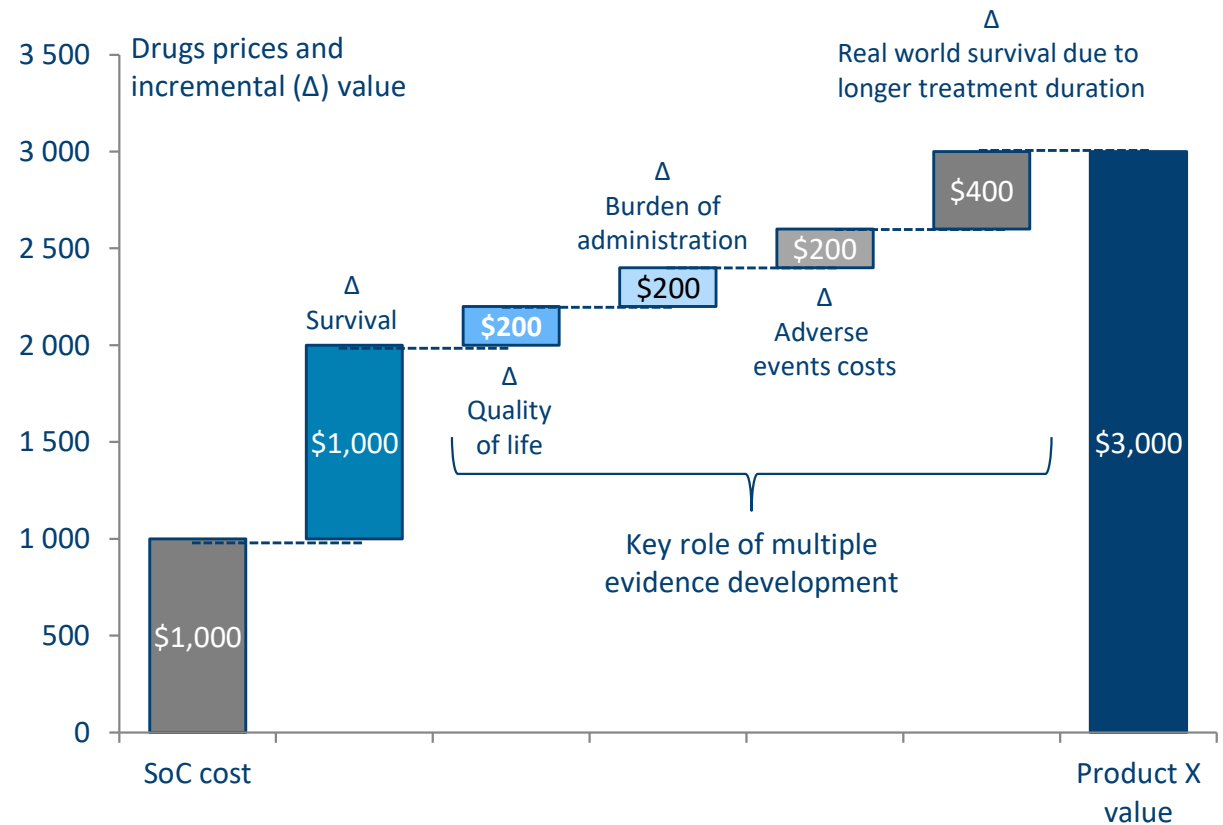 Drugs prices and
incremental (Δ) value
Δ
Real world survival due to
longer treatment duration
3 500
3 000
2 500
2 000
1 500
1 000
500
0
$1,000
Δ
Survival
$1,000
$200
Δ
Quality
of life
Δ
Burden of
administration
$200
$200
Δ
Adverse
events costs
$400
$3,000
Key role of multiple
evidence development
SoC cost
Product X
value